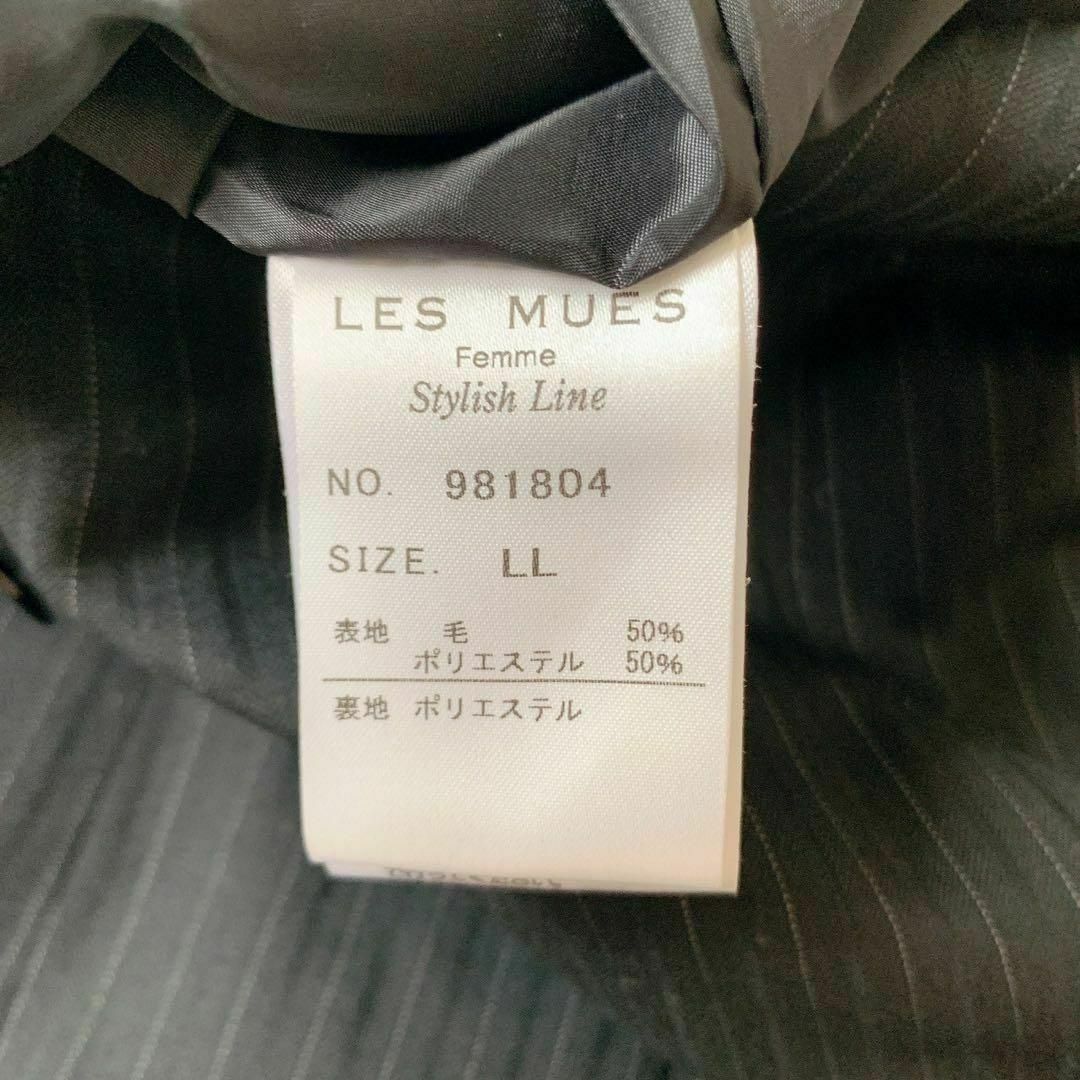 LES MUES
Femme
Stylish Line
NO. 981804
SIZE. LL
表地 毛 50%
ポリエステル 50%
裏地 ポリエステル